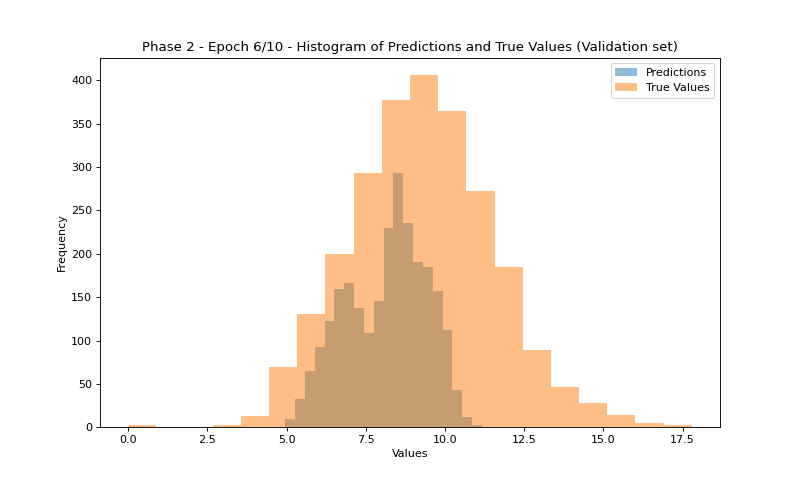 Phase 2 - Epoch 6/10 - Histogram of Predictions and True Values (Validation set)
Predictions
True Values
Frequency
400
350
300
250
200
150
100
50
0
0.0 2.5 5.0 7.5 10.0 12.5 15.0 17.5
Values